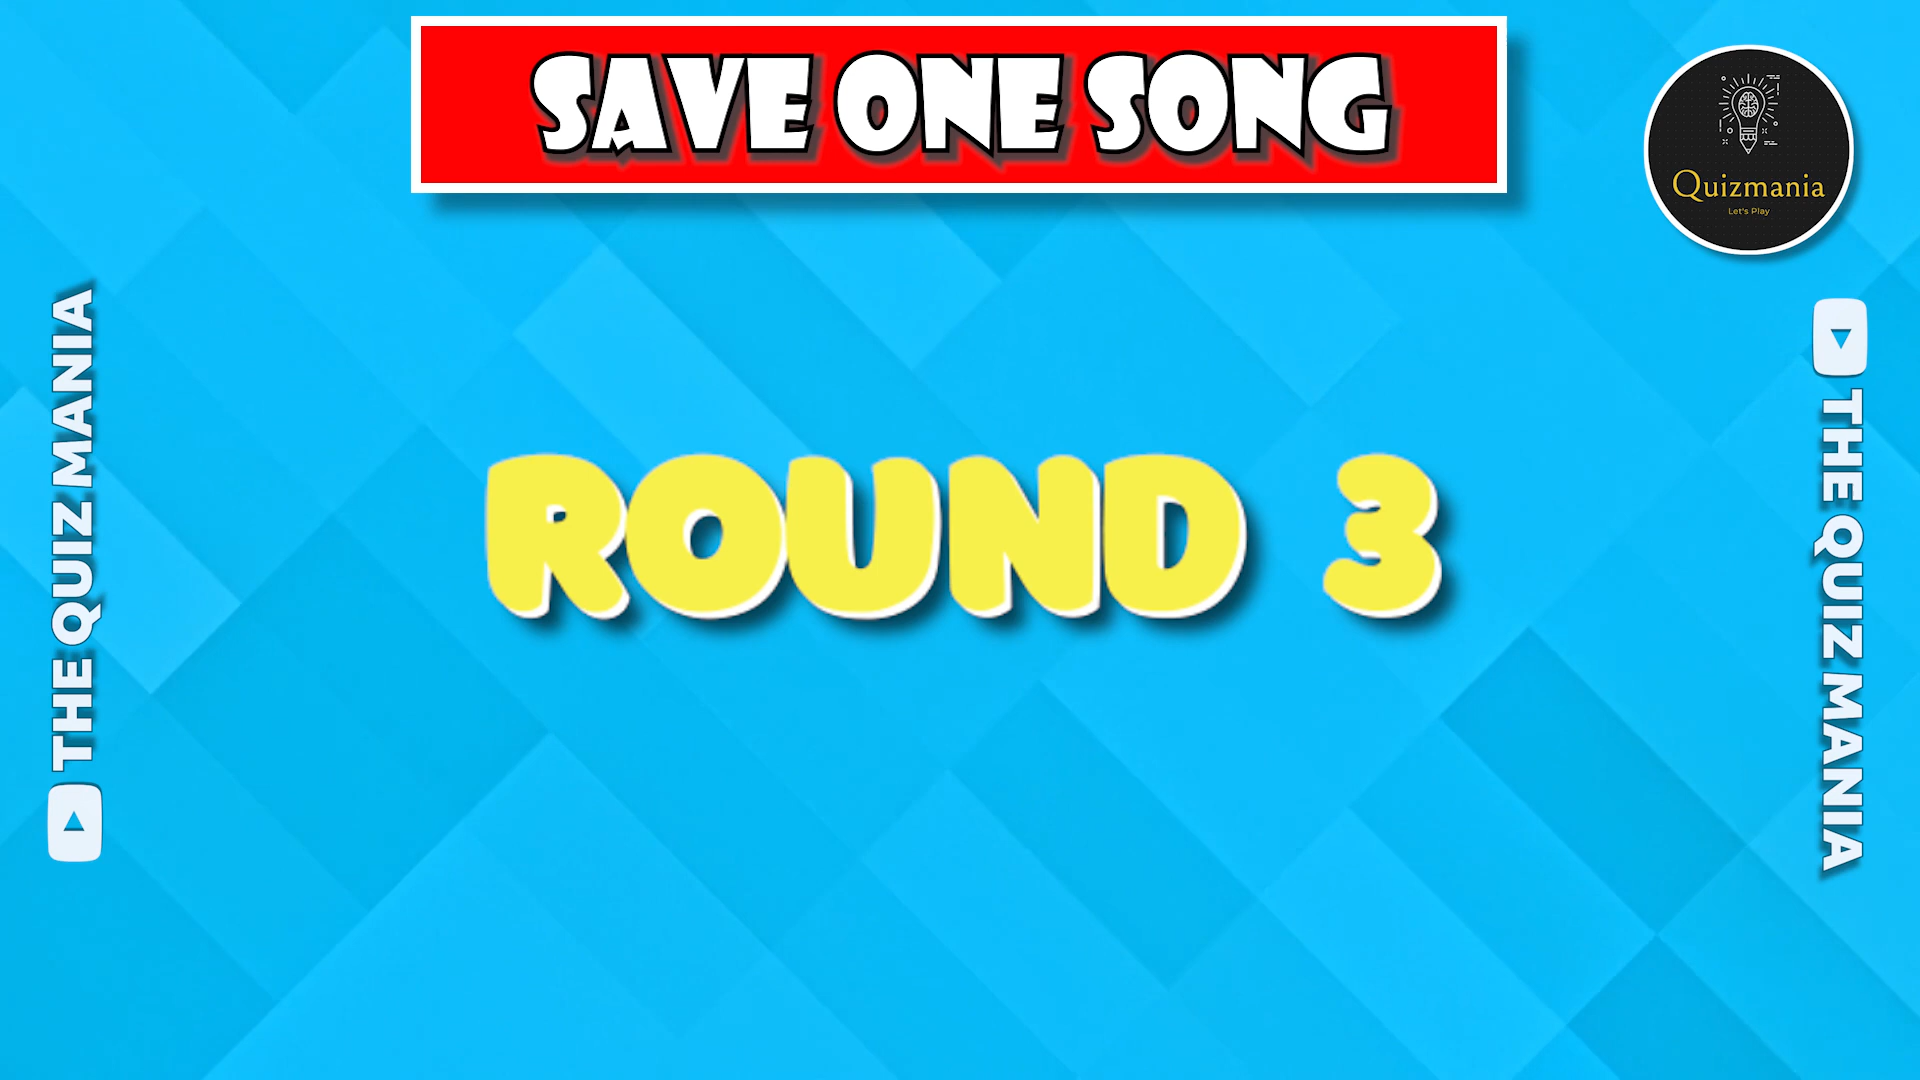 SAVE ONE SONG
Quizmania
Let's Play
THE QUIZ MANIA
THE QUIZ MANIA
ROUND 3